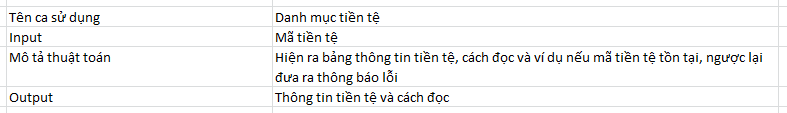 Tên ca sử dụng Danh mục tiền tệ
Input Mã tiền tệ
Mô tả thuật toán Hiện ra bảng thông tin tiền tệ, cách đọc và ví dụ nếu mã tiền tệ tồn tại, ngược lại
đưa ra thông báo lỗi
Output Thông tin tiền tệ và cách đọc